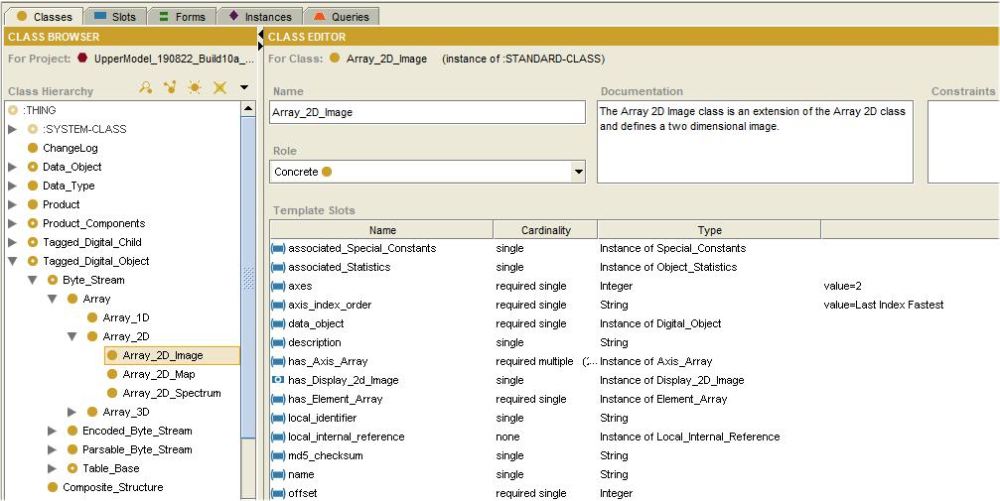 Classes Slots Forms Instances Queries
CLASS BROWSER
For Project: UpperModel_190822_Build10a_...
Class Hierarchy
:THING
:SYSTEM-CLASS
ChangeLog
Data_Object
Data_Type
Product
Product_Components
Tagged_Digital_Child
Tagged_Digital_Object
Byte_Stream
Array
Array_1D
Array_2D
Array_2D_Image
Array_2D_Map
Array_2D_Spectrum
Array_3D
Encoded_Byte_Stream
Parsable_Byte_Stream
Table_Base
Composite_Structure
CLASS EDITOR
For Class: Array_2D_Image (instance of :STANDARD-CLASS)
Name
Array_2D_Image
Role
Concrete
Documentation
The Array 2D Image class is an extension of the Array 2D class
and defines a two dimensional image.
Constraints
Template Slots
Name Cardinality Type
associated_Special_Constants single Instance of Special_Constants
associated_Statistics single Instance of Object_Statistics
axes required single Integer value=2
axis_index_order required single String value=Last Index Fastest
data_object required single Instance of Digital_Object
description single String
has_Axis_Array required multiple (2... Instance of Axis_Array
has_Display_2d_Image single Instance of Display_2D_Image
has_Element_Array required single Instance of Element_Array
local_identifier single String
local_internal_reference none Instance of Local_Internal_Reference
md5_checksum single String
name single String
offset required single Integer